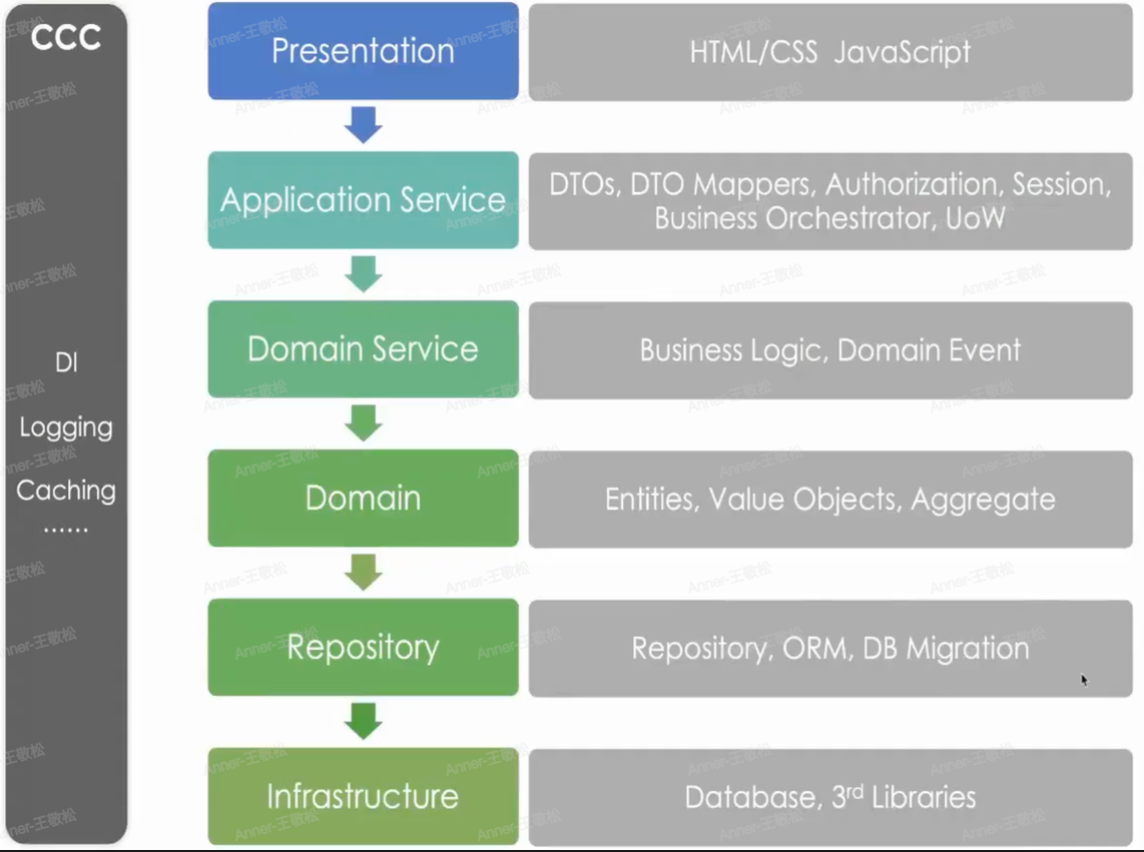 CCC
DI
Logging
Caching
......
Presentation
HTML/CSS JavaScript
Application Service
DTOs, DTO Mappers, Authorization, Session,
Business Orchestrator, UoW
Domain Service
Business Logic, Domain Event
Domain
Entities, Value Objects, Aggregate
Repository
Repository, ORM, DB Migration
Infrastructure
Database, 3rd Libraries
Anner-王敬松